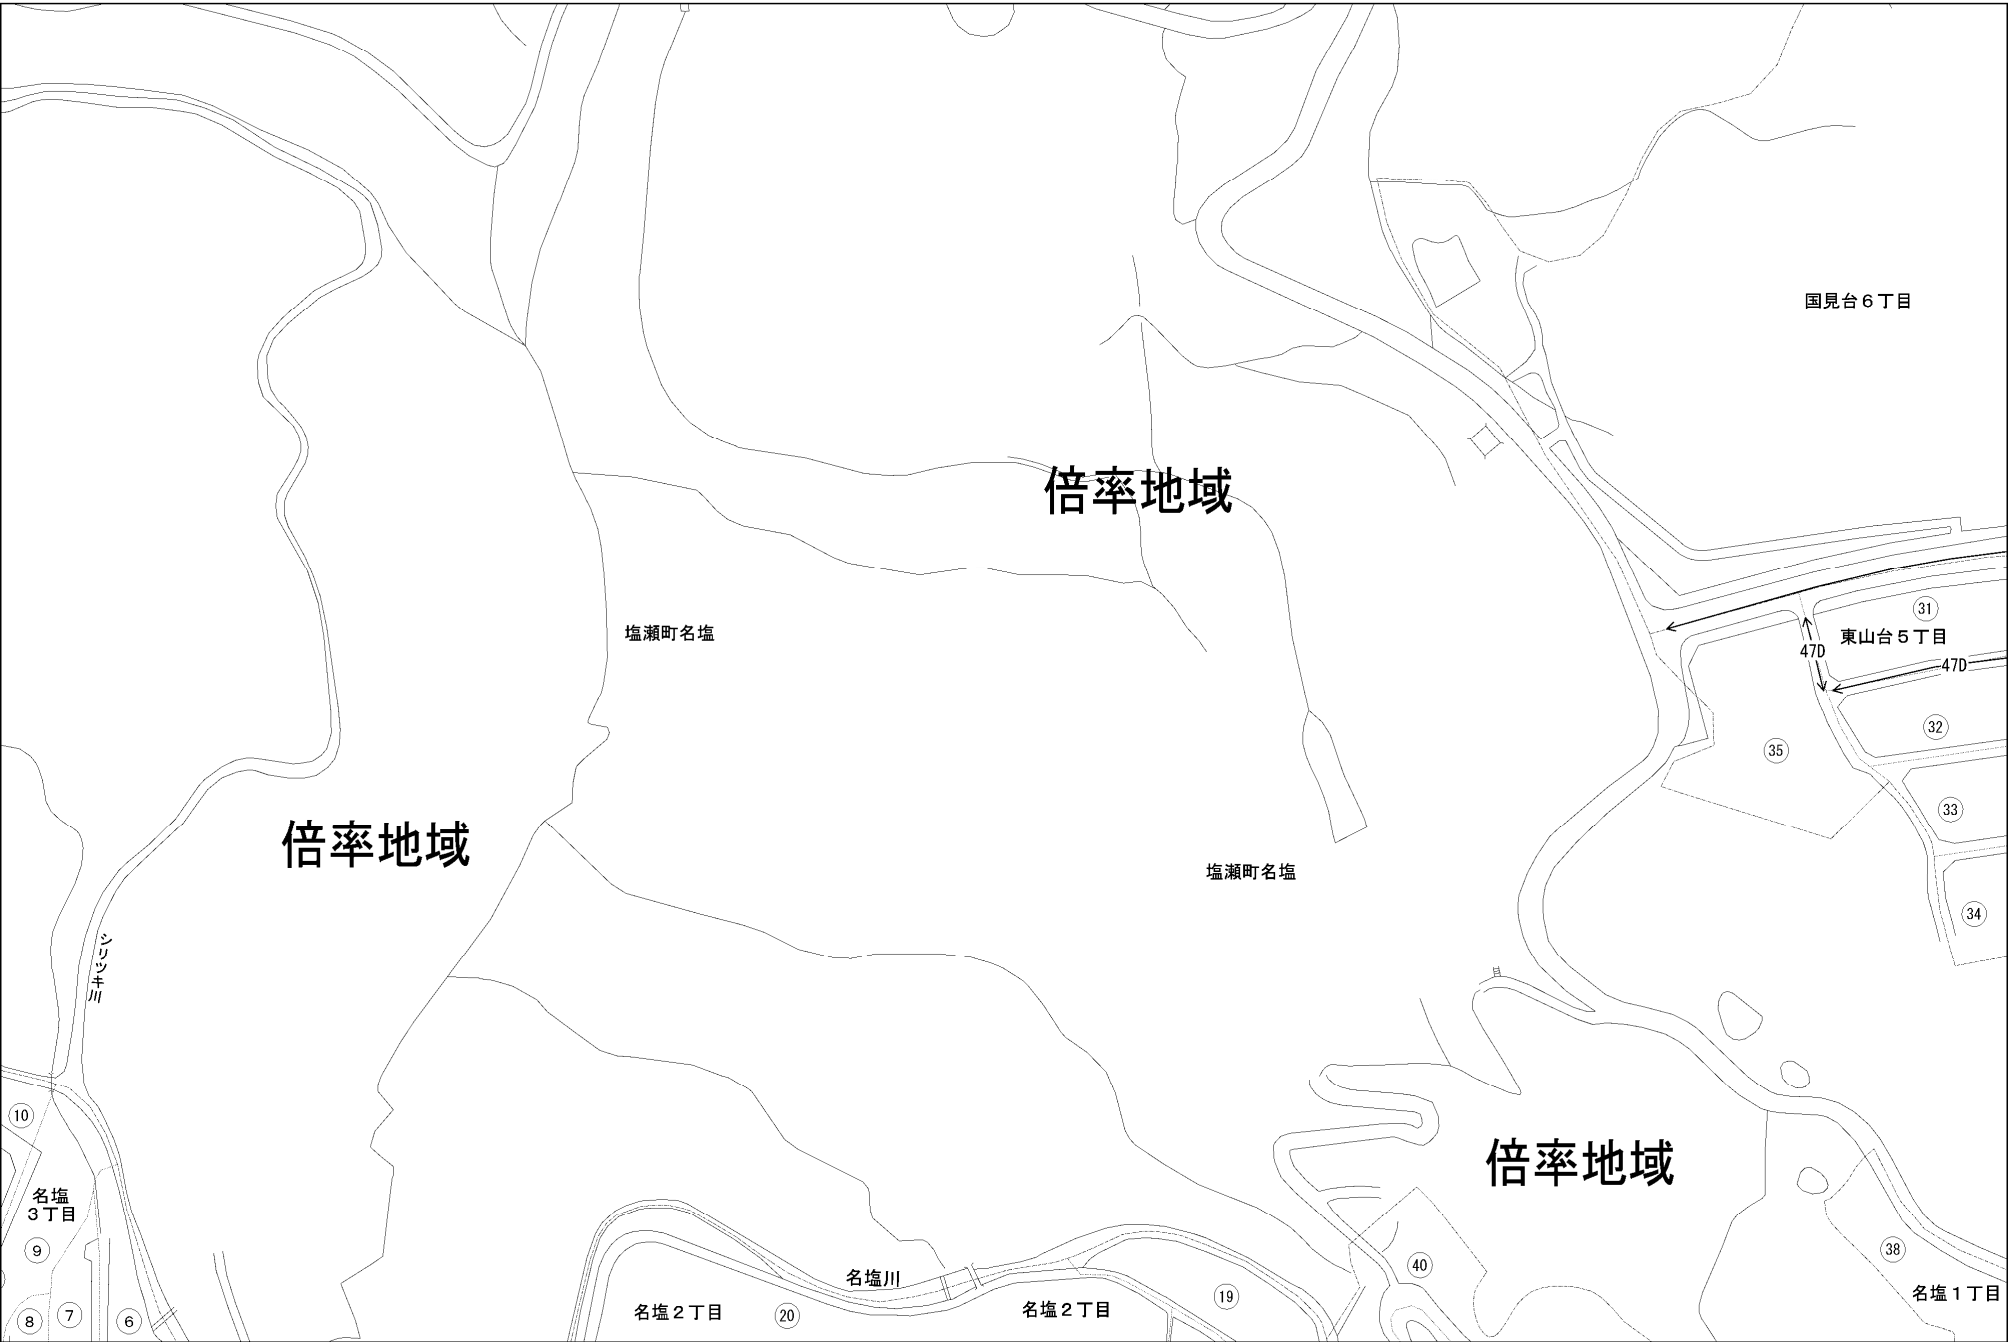 国見台６丁目
倍率地域
31
東山台５丁目
塩瀬町名塩
47D
47D
32
35
33
倍率地域
塩瀬町名塩
34
シリツキ川
10
倍率地域
名塩
３丁目
9
38
40
名塩川
名塩１丁目
19
名塩２丁目
名塩２丁目
20
8
7
6